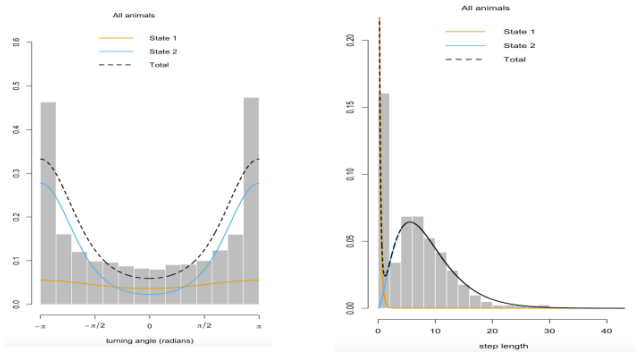 All animals
State 1
State 2
Total
0.6
0.5
0.4
0.3
0.2
0.1
0.0
−π −π/2 0 π/2 π
turning angle (radians)
All animals
State 1
State 2
Total
0.20
0.15
0.10
0.05
0.00
0 10 20 30 40
step length